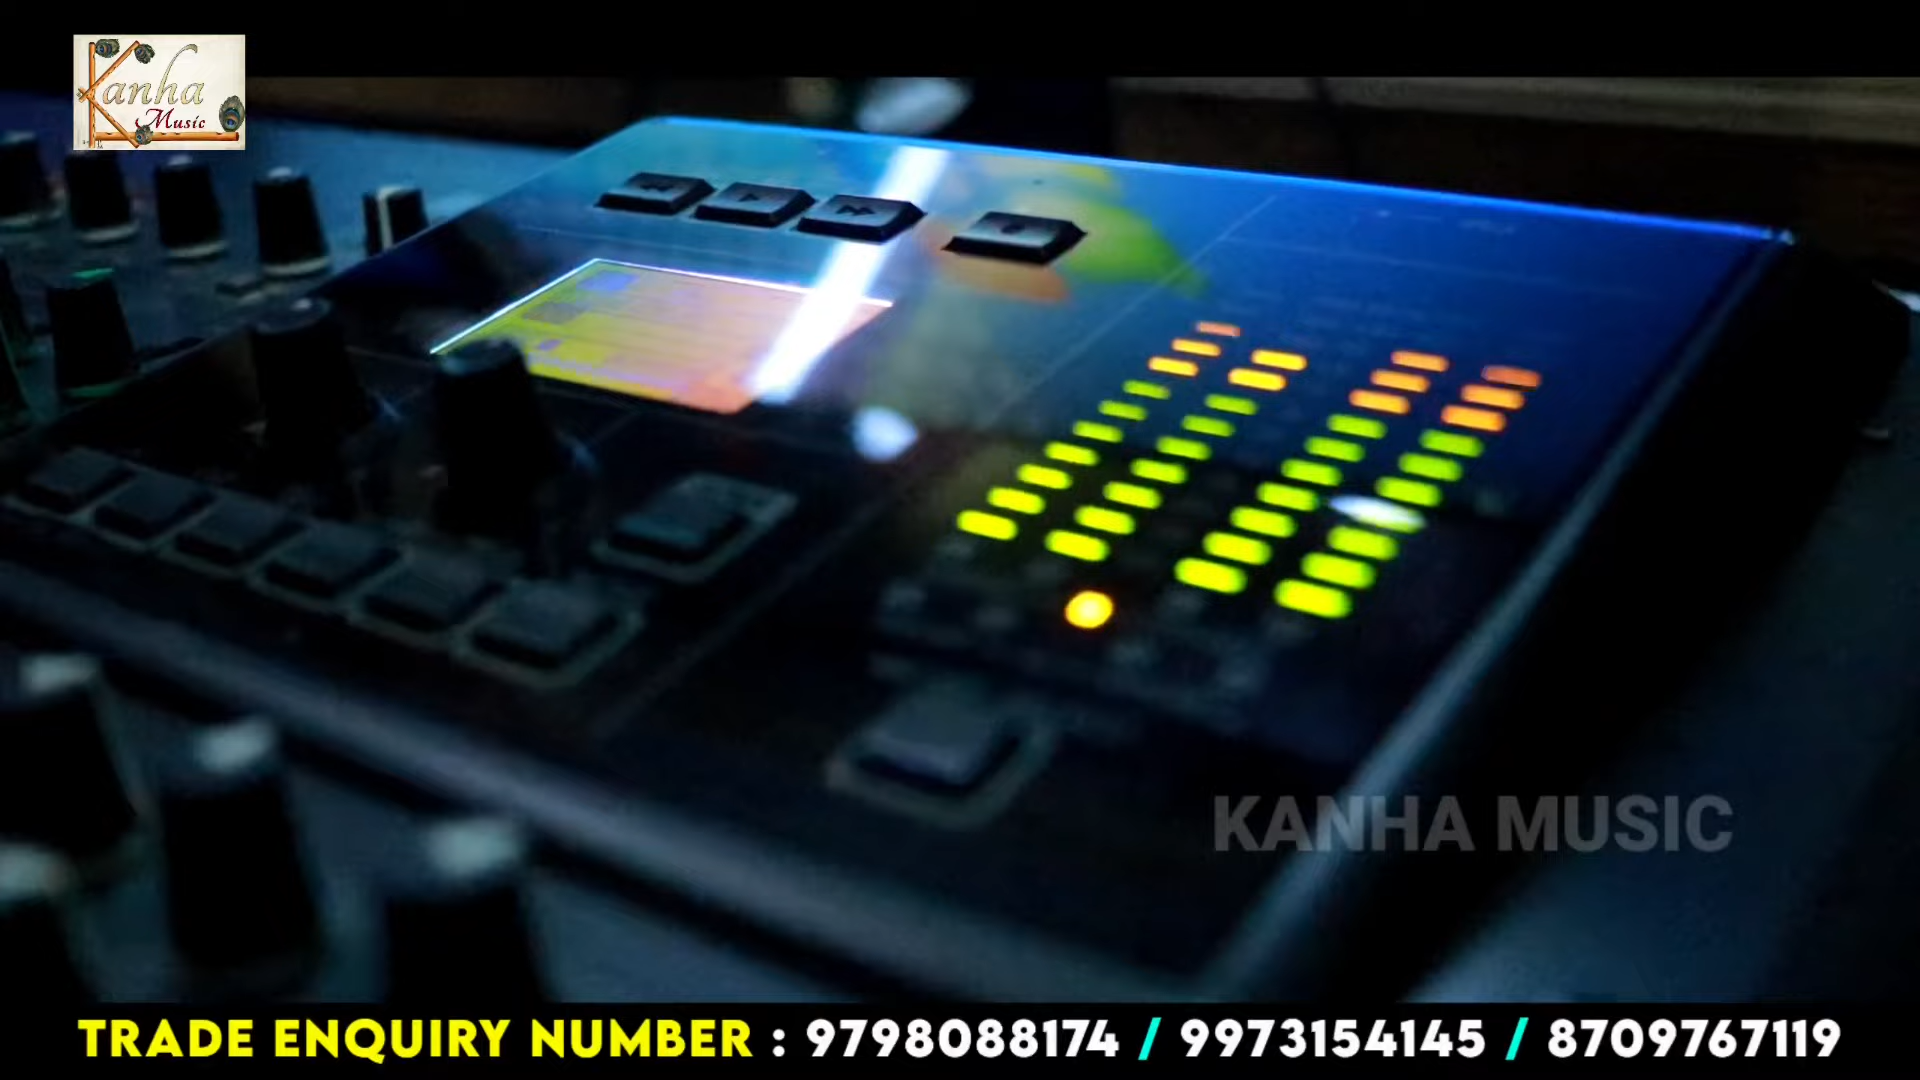 Kanha
Music
KANHA MUSIC
TRADE ENQUIRY NUMBER : 9798088174 / 9973154145 / 8709767119